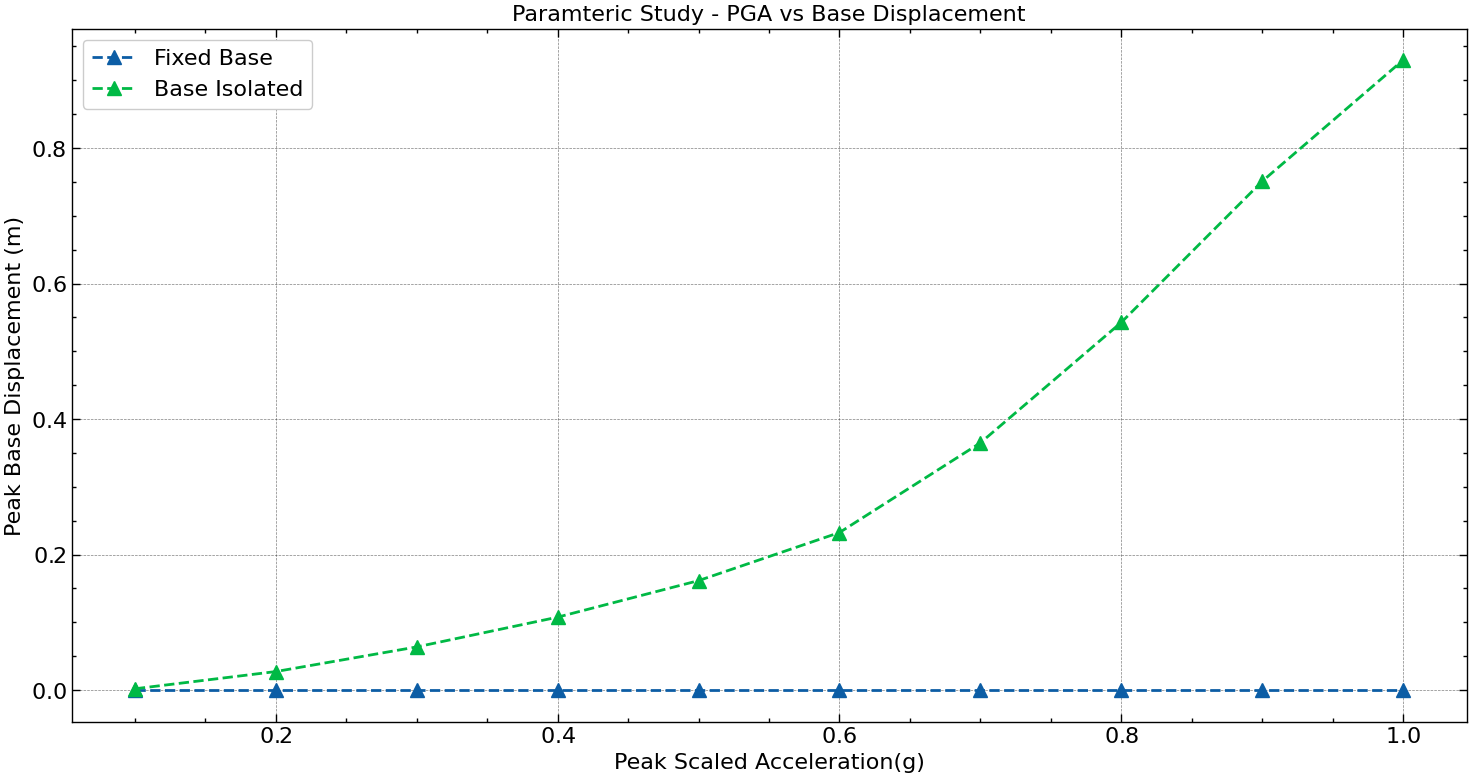 Paramteric Study - PGA vs Base Displacement
Fixed Base
Base Isolated
Peak Base Displacement (m)
0.8
0.6
0.4
0.2
0.0
0.2
0.4
0.6
0.8
1.0
Peak Scaled Acceleration(g)